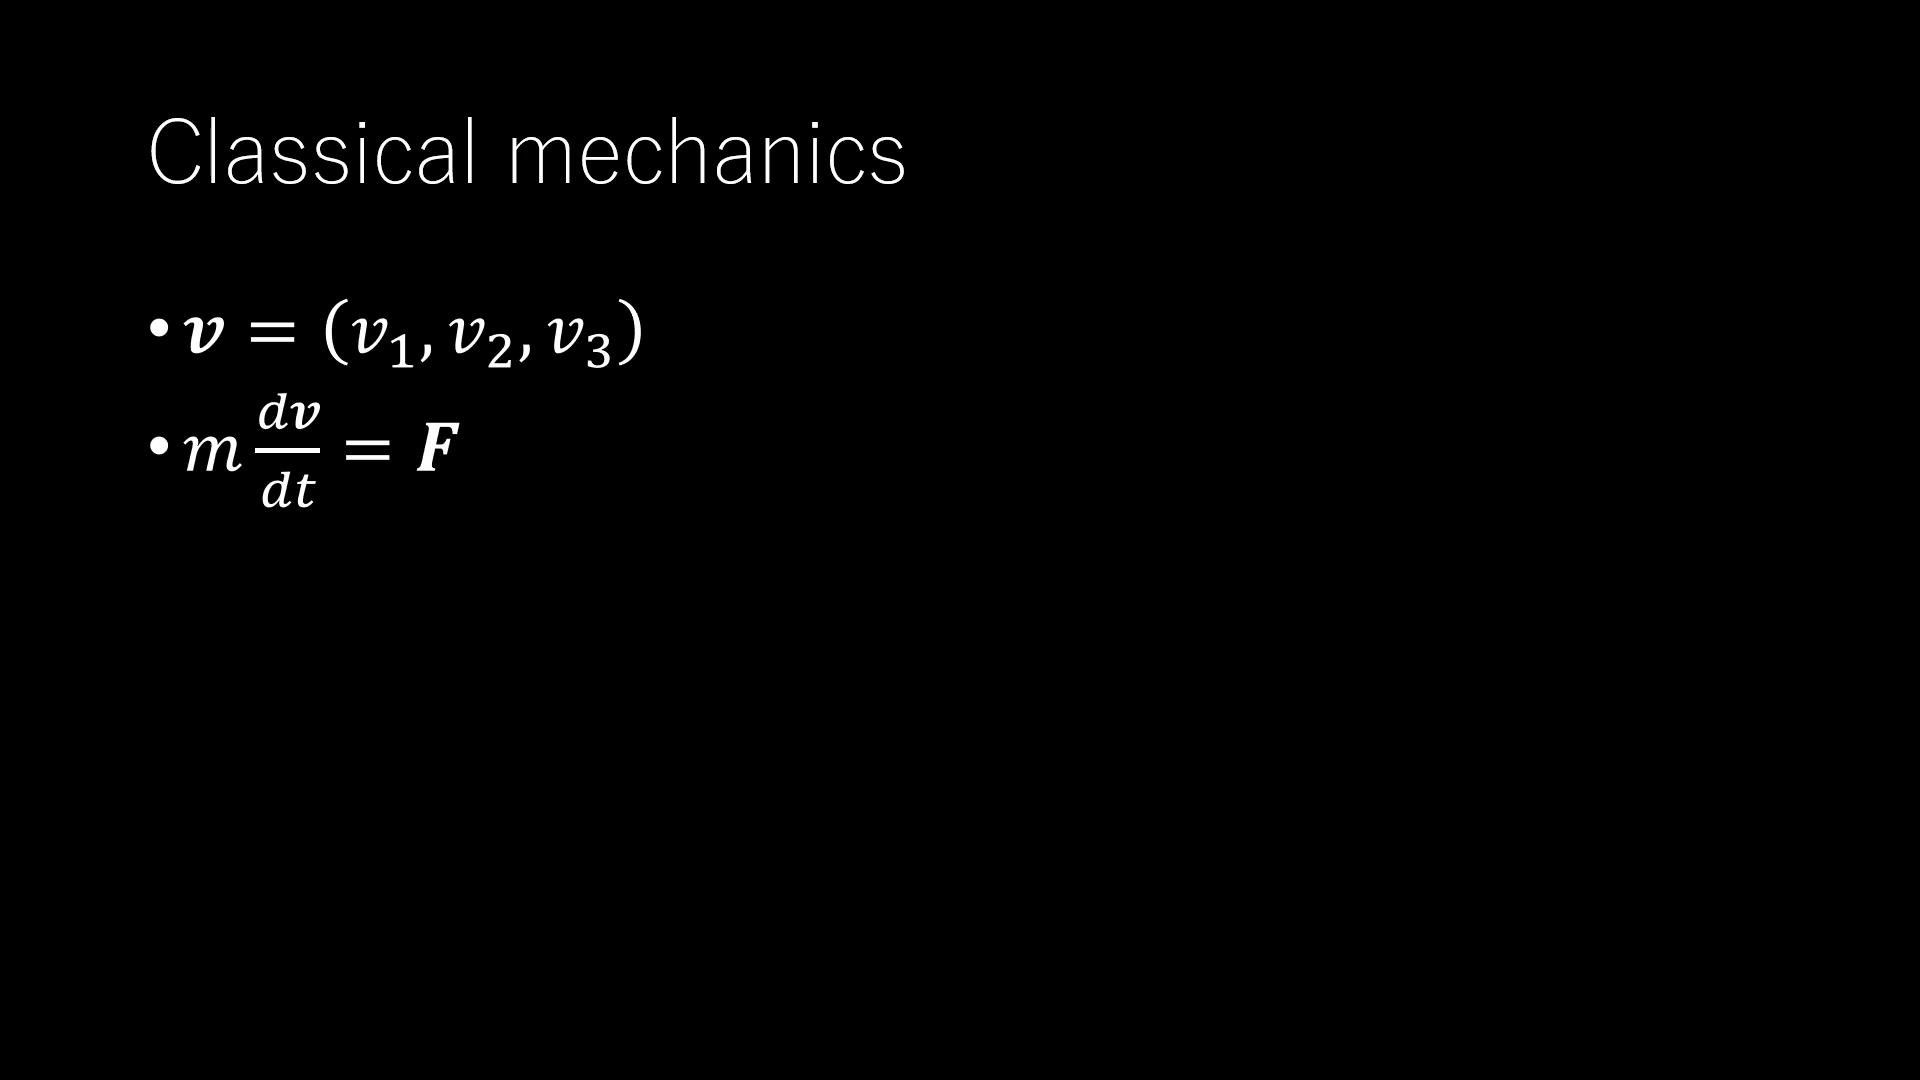 Classical mechanics
• 𝒗 = (𝑣₁, 𝑣₂, 𝑣₃)
• 𝑚 𝑑𝒗/𝑑𝑡 = 𝑭